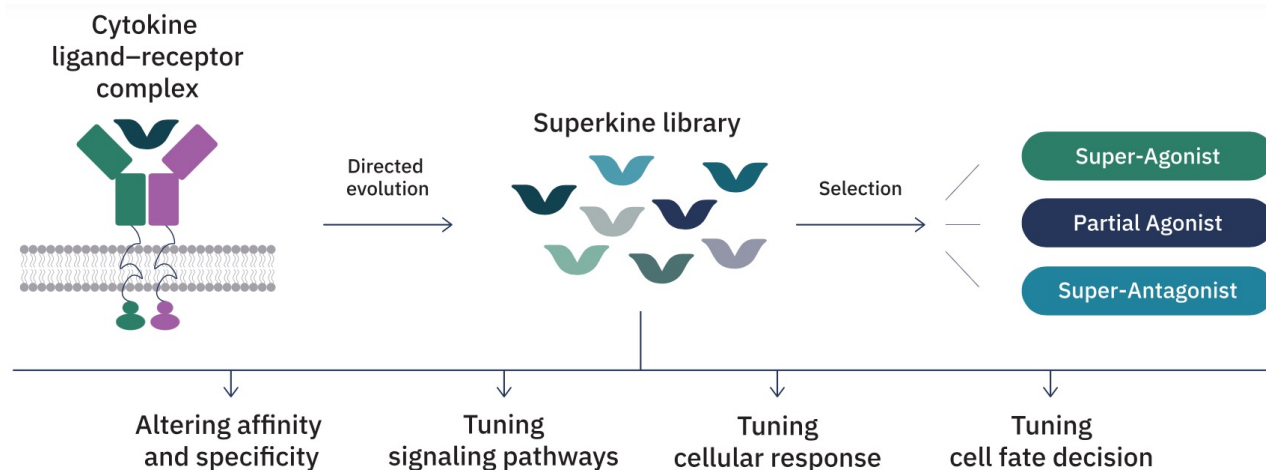 Cytokine
ligand–receptor
complex
Directed
evolution
Superkine library
Selection
Super-Agonist
Partial Agonist
Super-Antagonist
Altering affinity
and specificity
Tuning
signaling pathways
Tuning
cellular response
Tuning
cell fate decision